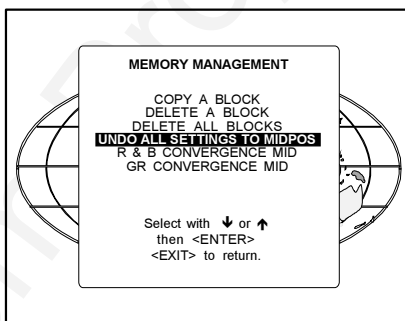 MEMORY MANAGEMENT
COPY A BLOCK
DELETE A BLOCK
DELETE ALL BLOCKS
UNDO ALL SETTINGS TO MIDPOS
R & B CONVERGENCE MID
GR CONVERGENCE MID
Select with ↓ or ↑
then <ENTER>
<EXIT> to return.